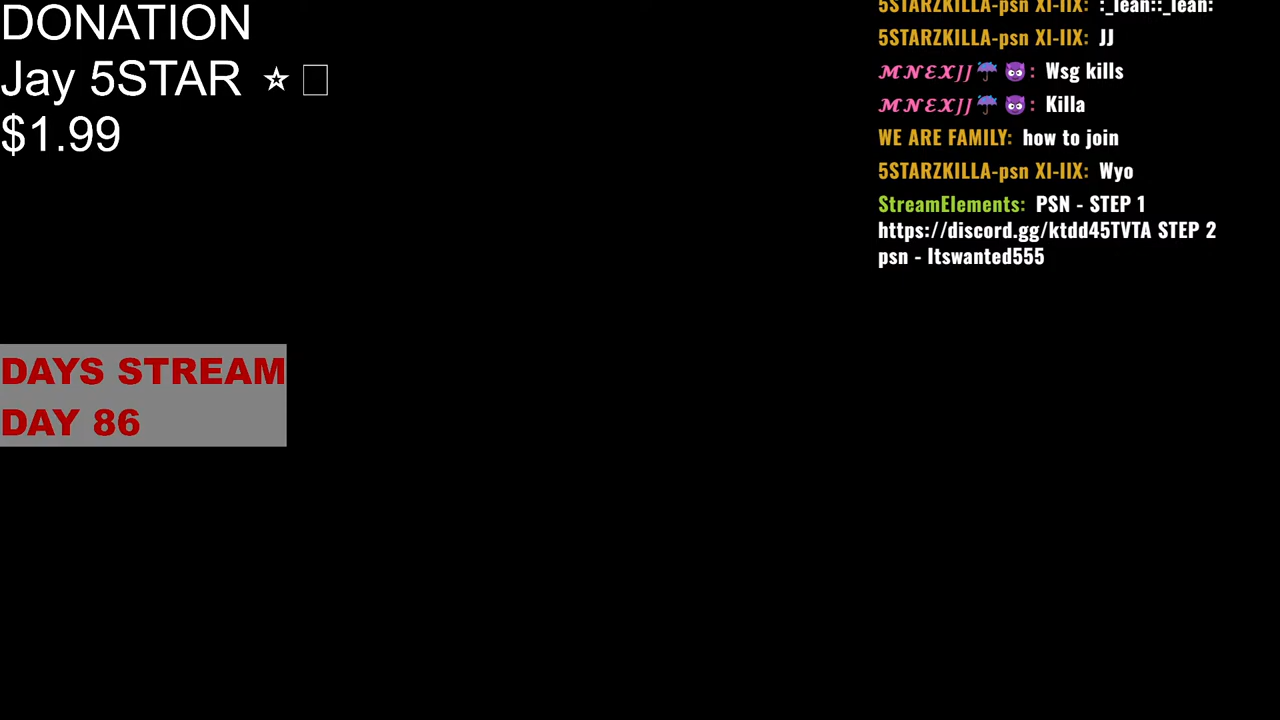 DONATION
Jay 5STAR ☆ □
$1.99
5STARZKILLA-psn XI-IIX: :_lean::_lean:
5STARZKILLA-psn XI-IIX: JJ
𝓜𝓝𝓔𝓧𝐽𝐽☂😈: Wsg kills
𝓜𝓝𝓔𝓧𝐽𝐽☂😈: Killa
WE ARE FAMILY: how to join
5STARZKILLA-psn XI-IIX: Wyo
StreamElements: PSN - STEP 1
https://discord.gg/ktdd45TVTA STEP 2
psn - Itswanted555
DAYS STREAM
DAY 86